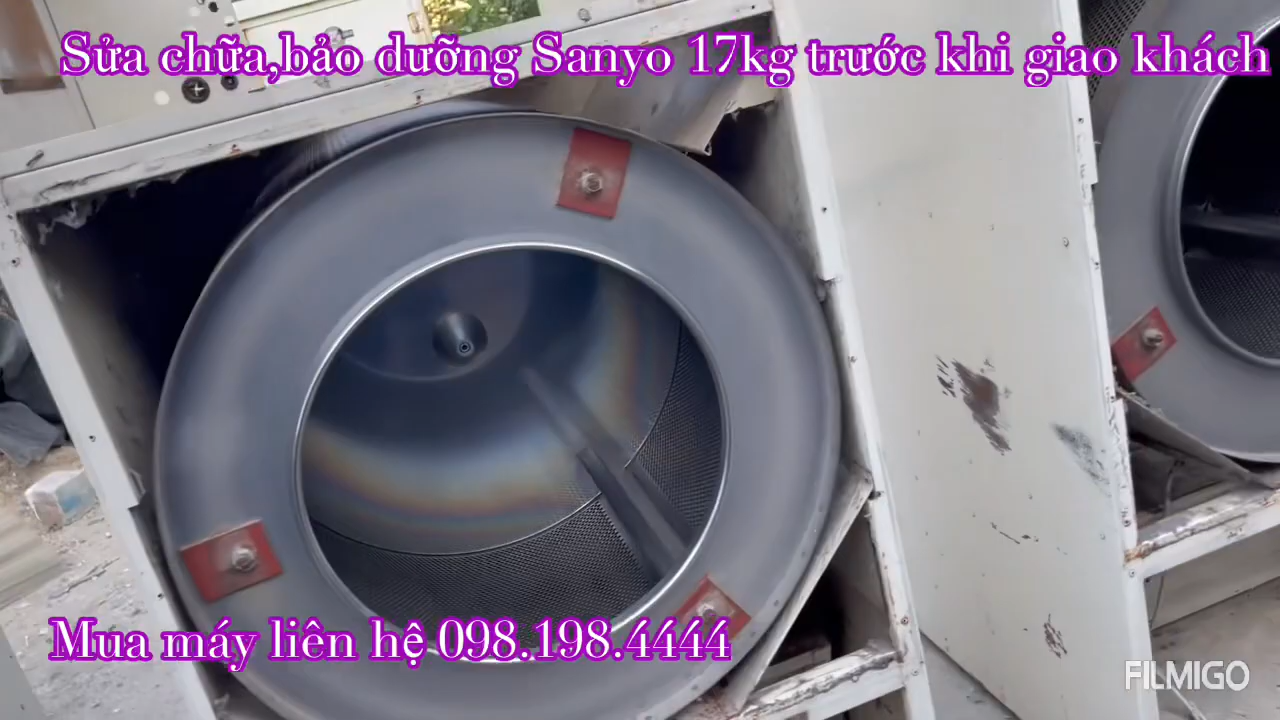 Sửa chữa,bảo dưỡng Sanyo 17kg trước khi giao khách
Mua máy liên hệ 098.198.4444
FILMIGO